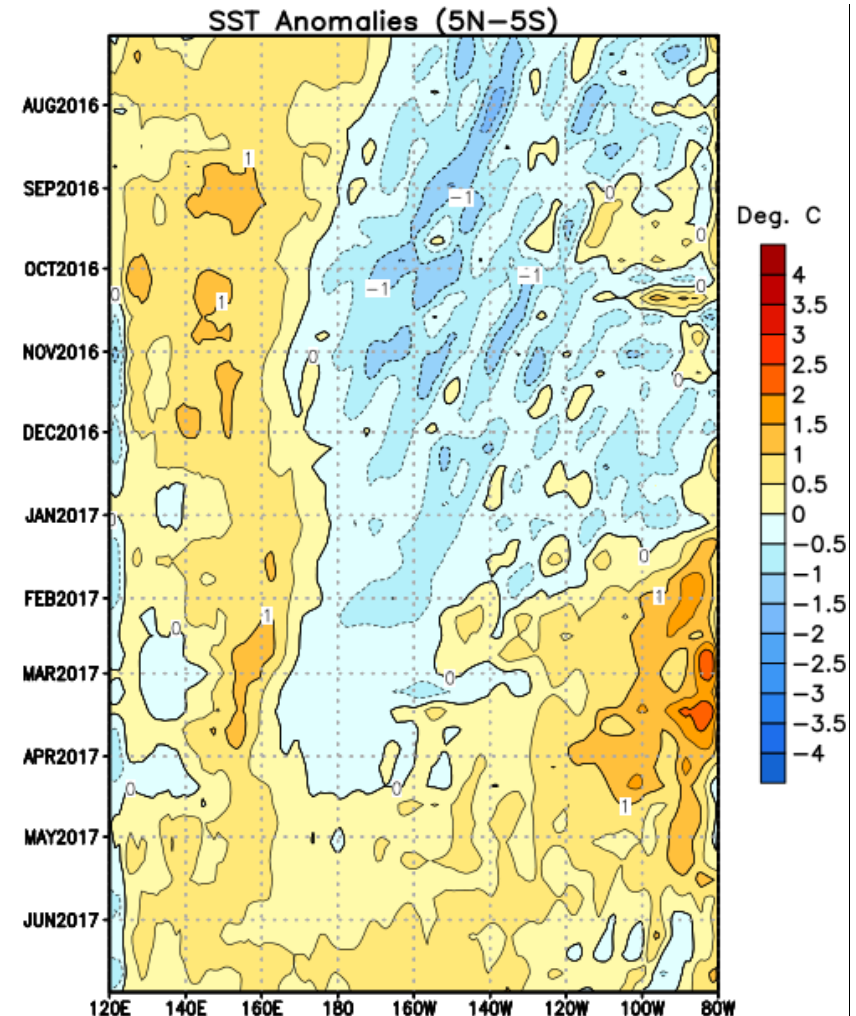 SST Anomalies (5N−5S)
AUG2016
SEP2016
OCT2016
NOV2016
DEC2016
JAN2017
FEB2017
MAR2017
APR2017
MAY2017
JUN2017
1
−1
0
0
0
1
−1
−1
0
0
0
0
0
1
1
0
0
0
0
1
120E
140E
160E
180
160W
140W
120W
100W
80W
Deg. C
4
3.5
3
2.5
2
1.5
1
0.5
0
−0.5
−1
−1.5
−2
−2.5
−3
−3.5
−4